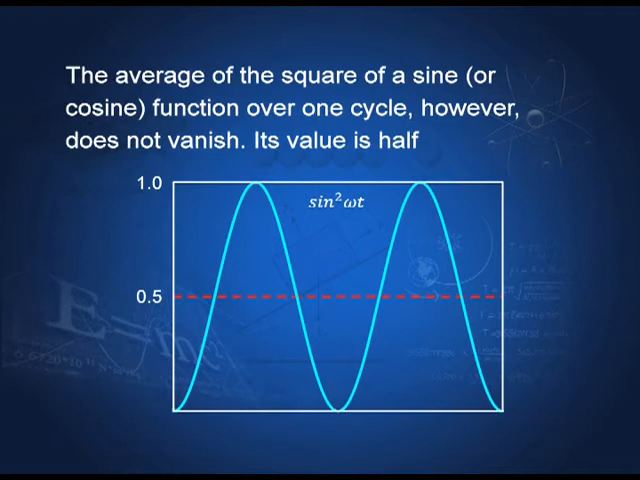 The average of the square of a sine (or
cosine) function over one cycle, however,
does not vanish. Its value is half
1.0
sin²ωt
0.5